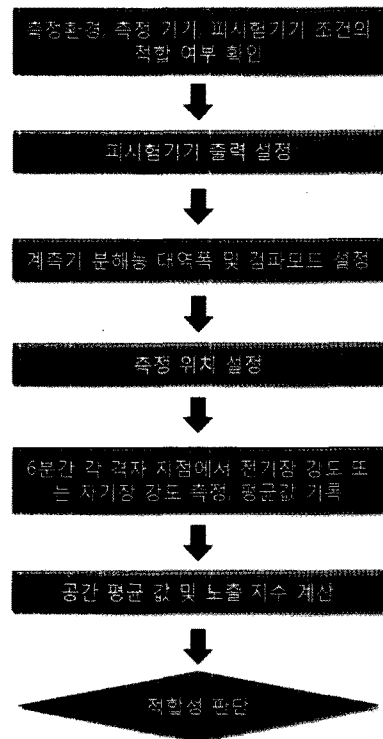 측정환경, 측정 기기, 피시험기기 조건의
적합 여부 확인
피시험기기 출력 설정
계측기 분해능 대역폭 및 검파모드 설정
측정 위치 설정
6분간 각 격자 지점에서 전기장 강도 또
는 자기장 강도 측정, 평균값 기록
공간 평균 값 및 노출 지수 계산
적합성 판단